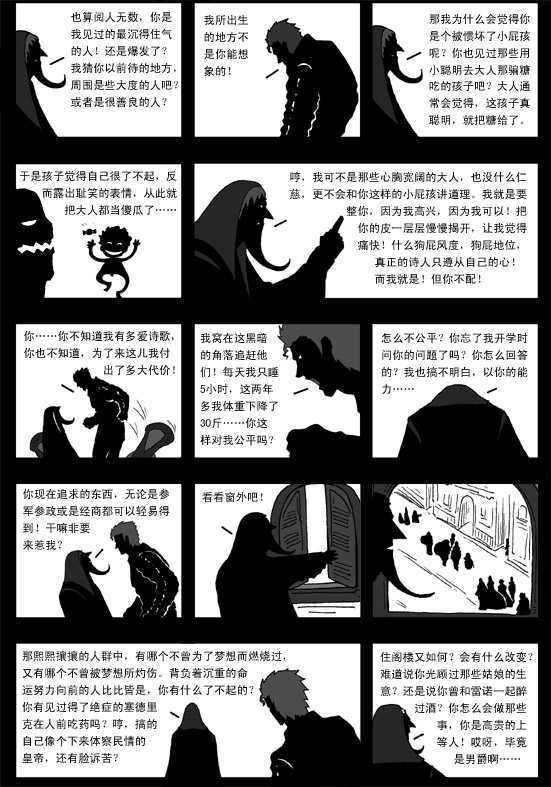 也算阅人无数，你是
我见过的最沉得住气
的人！还是爆发了？
我猜你以前待的地方，
周围是些大度的人吧？
或者是很善良的人？
我所出生
的地方不
是你能想
象的！
那我为什么会觉得你
是个被惯坏了小屁孩
呢？你也见过那些用
小聪明去大人那骗糖
吃的孩子吧？大人通
常会觉得，这孩子真
聪明，就把糖给了。
于是孩子觉得自己很了不起，反
而露出耻笑的表情，从此就
把大人都当傻瓜了……
哼，我可不是那些心胸宽阔的大人，也没什么仁
慈，更不会和你这样的小屁孩讲道理。我就是要
整你，因为我高兴，因为我可以！把
你的皮一层层慢慢揭开，让我觉得
痛快！什么狗屁风度，狗屁地位，
真正的诗人只遵从自己的心！
而我就是！但你不配！
你……你不知道我有多爱诗歌，
你也不知道，为了来这儿我付
出了多大代价！
我窝在这黑暗
的角落追赶他
们！每天我只睡
5小时，这两年
多我体重下降了
30斤……你这
样对我公平吗？
怎么不公平？你忘了我开学时
问你的问题了吗？你怎么回答
的？我也搞不明白，以你的能
力……
你现在追求的东西，无论是参
军参政或是经商都可以轻易得
到！干嘛非要
来惹我？
看看窗外吧！
那熙熙攘攘的人群中，有哪个不曾为了梦想而燃烧过，
又有哪个不曾被梦想所灼伤。背负着沉重的命
运努力向前的人比比皆是，你有什么了不起的？
你有见过得了绝症的塞德里
克在人前吃药吗？哼，搞的
自己像个下来体察民情的
皇帝，还有脸诉苦？
住阁楼又如何？会有什么改变？
难道说你光顾过那些姑娘的生
意？还是说你曾和雷诺一起醉
过酒？你怎么会做那些
事，你是高贵的上
等人！哎呀，毕竟
是男爵啊……